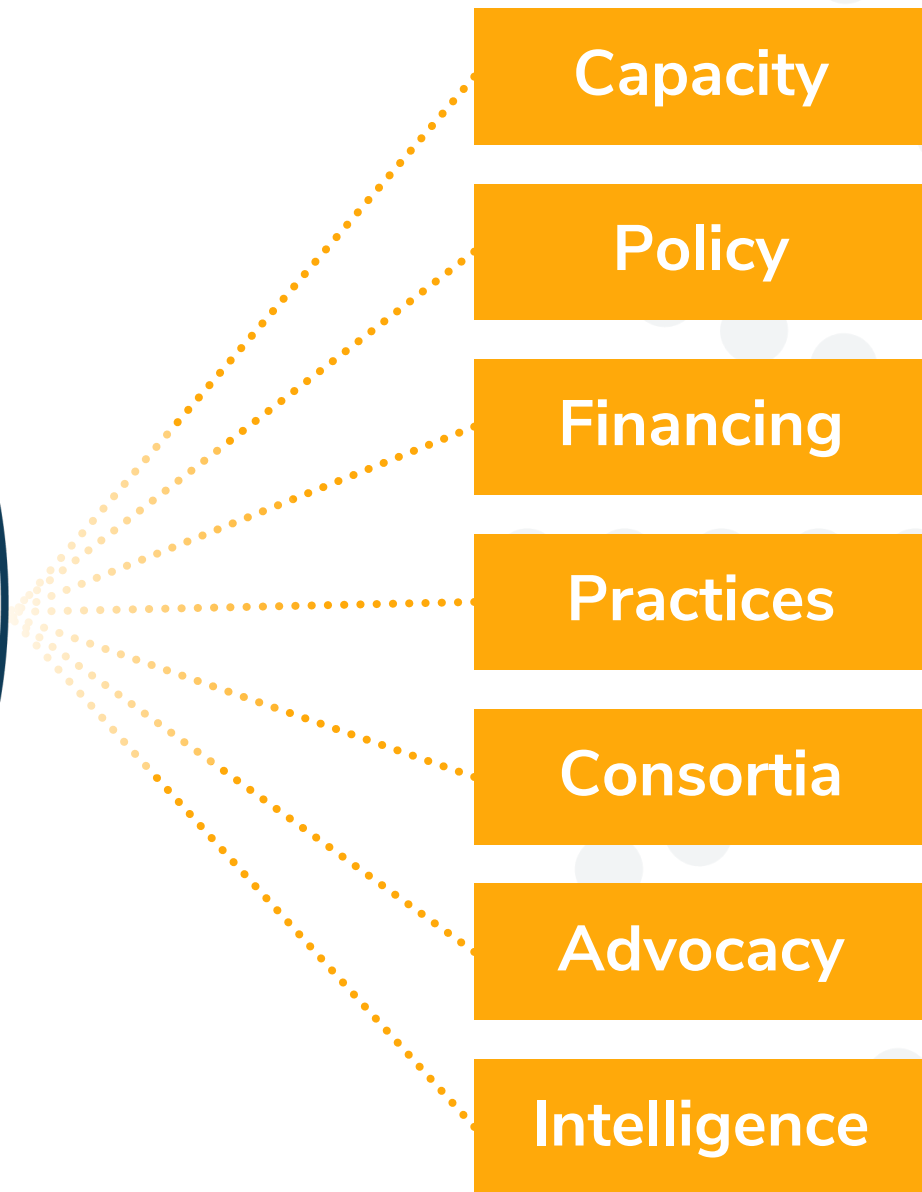 Capacity
Policy
Financing
Practices
Consortia
Advocacy
Intelligence